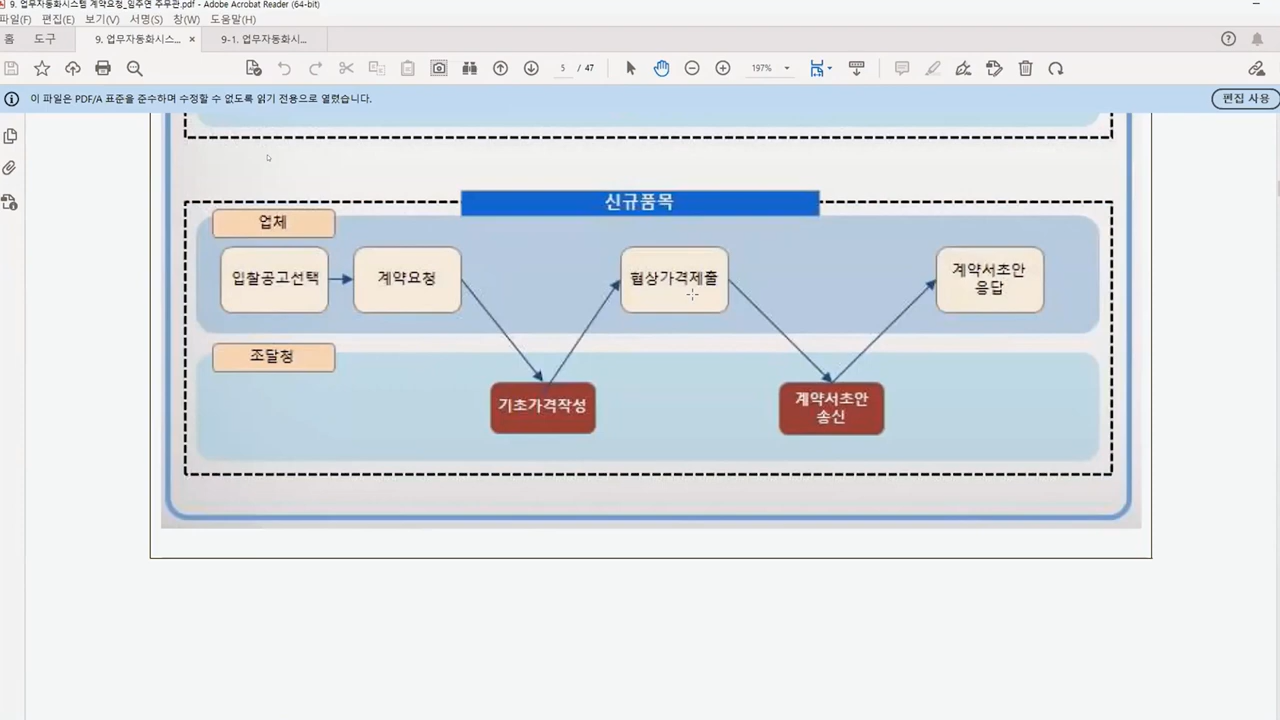 9. 업무자동화시스템 계약요청_임주연 주무관.pdf - Adobe Acrobat Reader (64-bit)
파일(F) 편집(E) 보기(V) 서명(S) 창(W) 도움말(H)
홈 도구 9. 업무자동화시스... × 9-1. 업무자동화시...
5 / 47 197%
이 파일은 PDF/A 표준을 준수하며 수정할 수 없도록 읽기 전용으로 열렸습니다. 편집 사용
신규품목
업체
입찰공고선택 계약요청 협상가격제출 계약서초안
응답
조달청
기초가격작성 계약서초안
송신